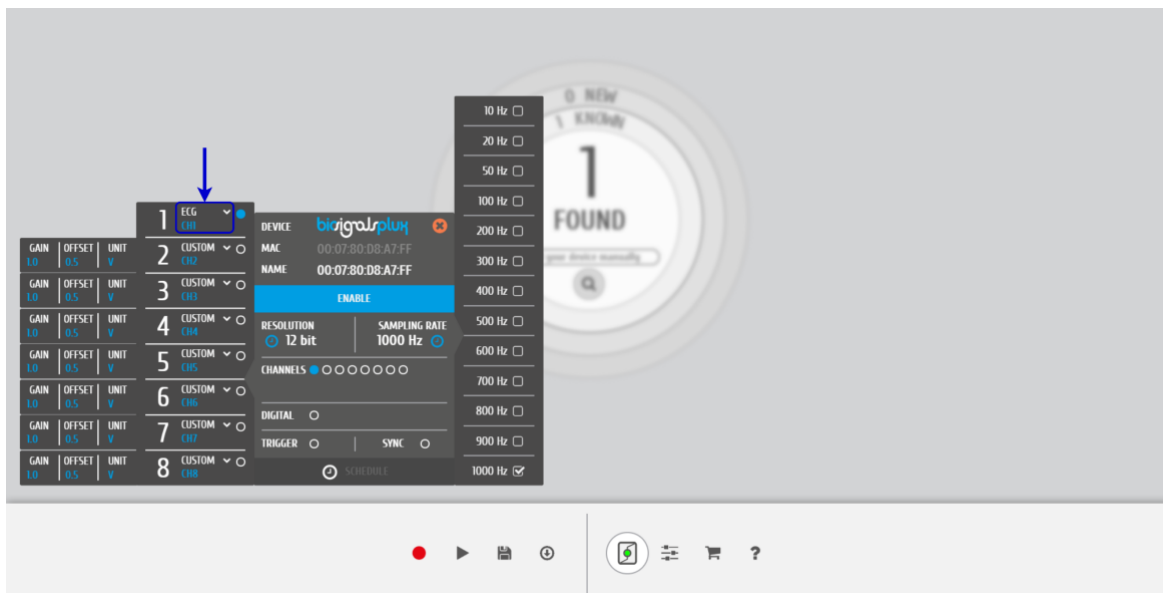 0 NEW
1 KNOWN
1
FOUND
your device manually
10 Hz
20 Hz
50 Hz
100 Hz
200 Hz
300 Hz
400 Hz
500 Hz
600 Hz
700 Hz
800 Hz
900 Hz
1000 Hz
1 ECG
CH1
GAIN OFFSET UNIT
1.0 0.5 V
2 CUSTOM
CH2
GAIN OFFSET UNIT
1.0 0.5 V
3 CUSTOM
CH3
GAIN OFFSET UNIT
1.0 0.5 V
4 CUSTOM
CH4
GAIN OFFSET UNIT
1.0 0.5 V
5 CUSTOM
CH5
GAIN OFFSET UNIT
1.0 0.5 V
6 CUSTOM
CH6
GAIN OFFSET UNIT
1.0 0.5 V
7 CUSTOM
CH7
GAIN OFFSET UNIT
1.0 0.5 V
8 CUSTOM
CH8
DEVICE biosignalsplux
MAC 00:07:80:D8:A7:FF
NAME 00:07:80:D8:A7:FF
ENABLE
RESOLUTION SAMPLING RATE
12 bit 1000 Hz
CHANNELS
DIGITAL
TRIGGER SYNC
SCHEDULE
?